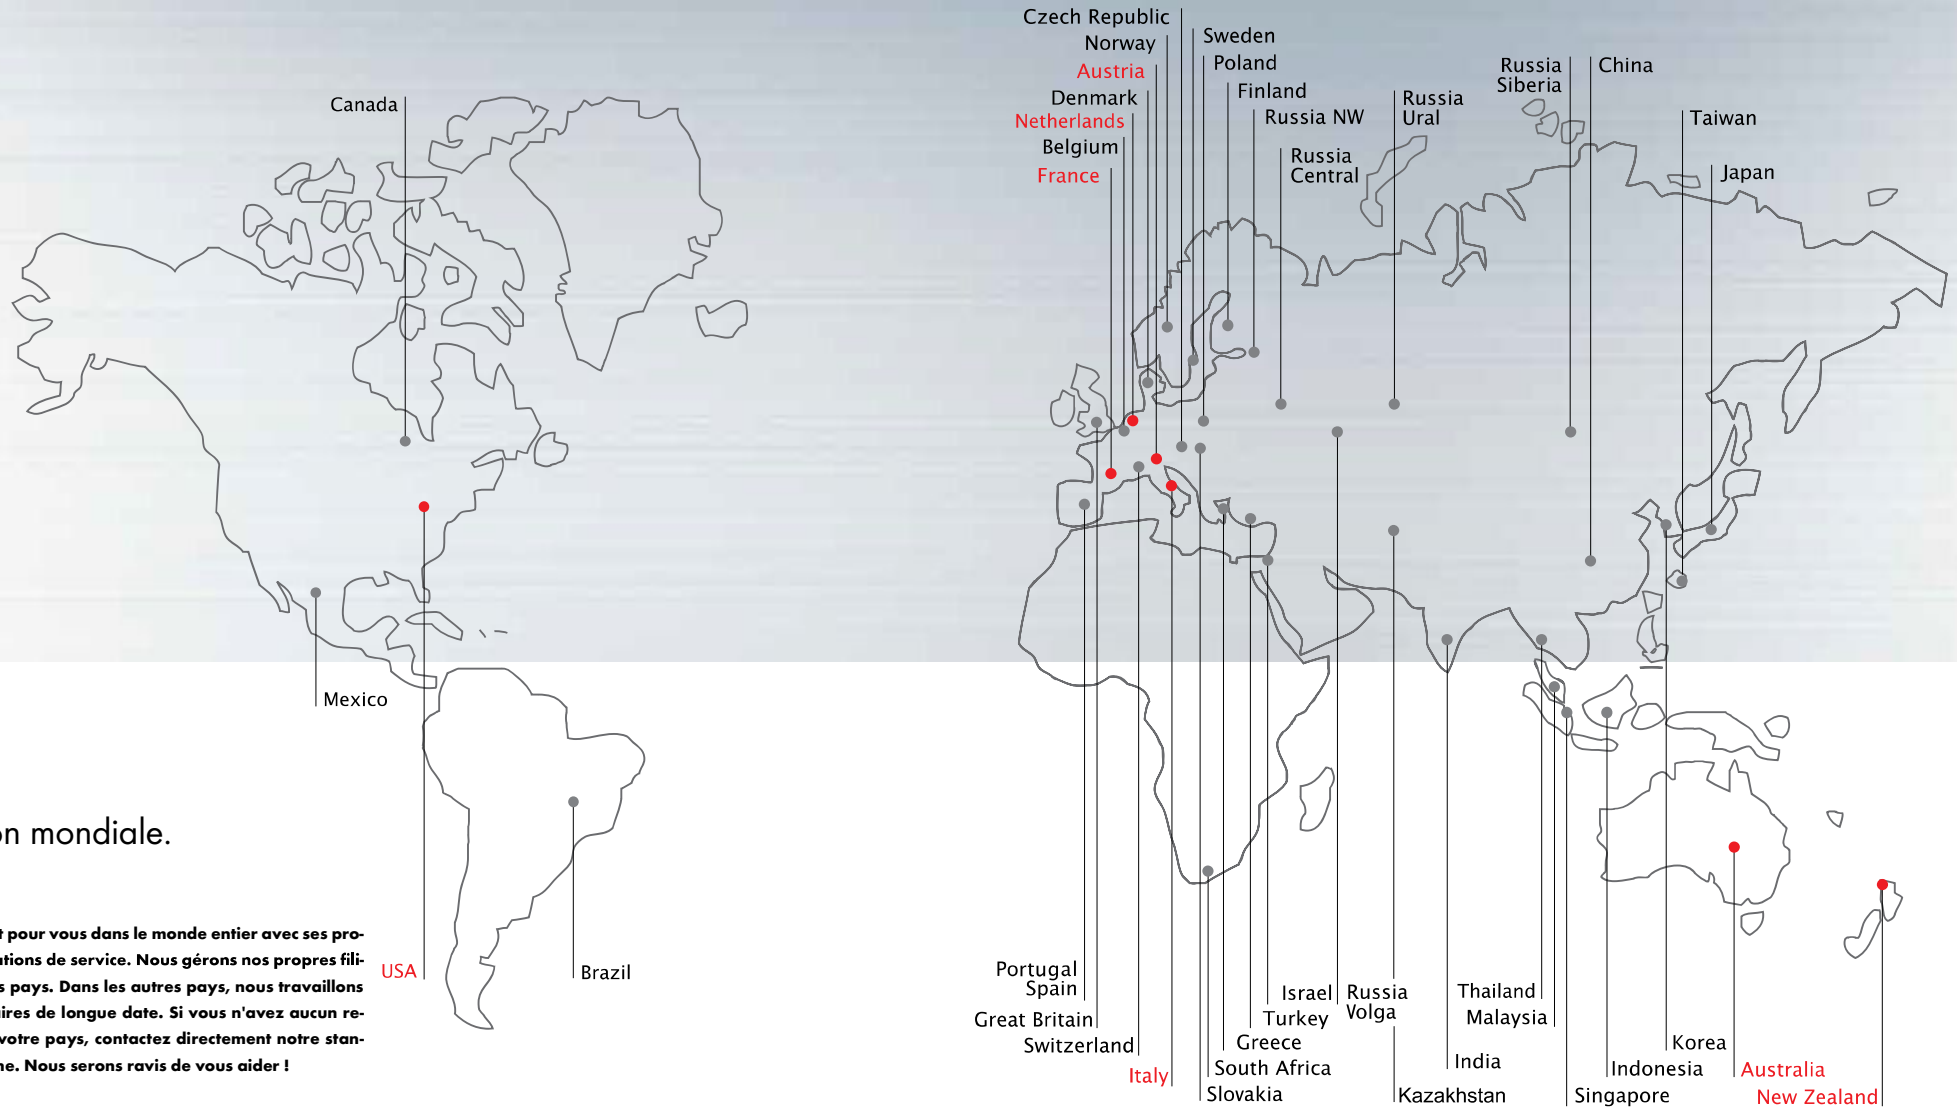 Czech Republic
Norway
Austria
Denmark
Netherlands
Belgium
France
Sweden
Poland
Finland
Russia NW
Russia
Central
Russia
Ural
Russia
Siberia
China
Taiwan
Japan
Canada
Mexico
USA
Brazil
mondiale.
pour vous dans le monde entier avec ses pro-
de service. Nous gérons nos propres fili-
pays. Dans les autres pays, nous travaillons
de longue date. Si vous n'avez aucun re-
votre pays, contactez directement notre stan-
Nous serons ravis de vous aider !
Portugal
Spain
Great Britain
Switzerland
Italy
Israel
Turkey
Greece
South Africa
Slovakia
Russia
Volga
Kazakhstan
India
Thailand
Malaysia
Singapore
Indonesia
Korea
Australia
New Zealand